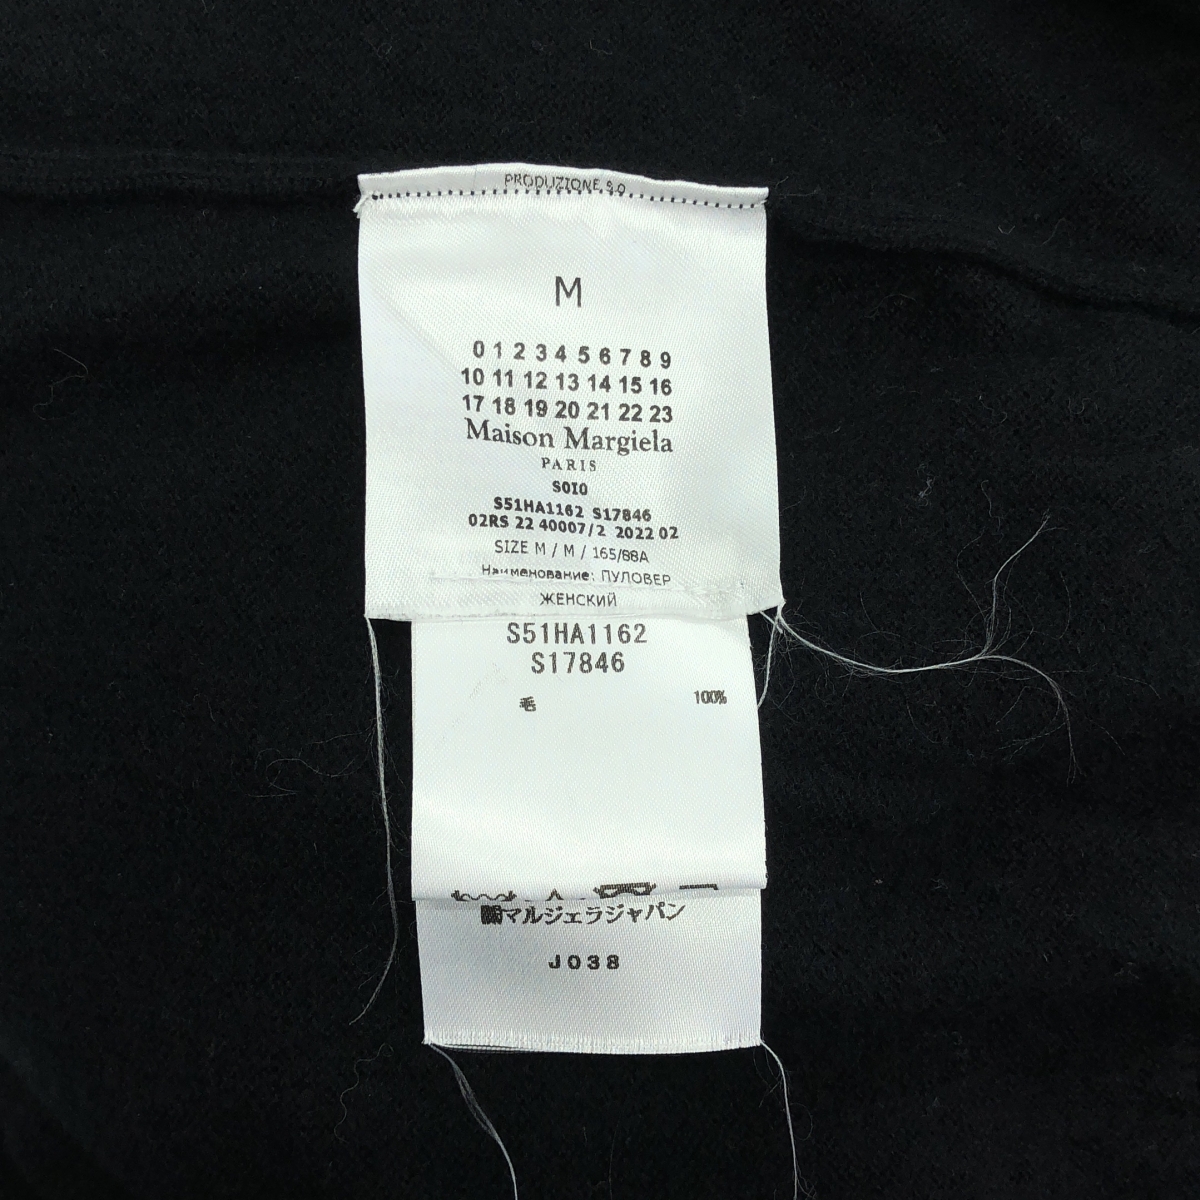 PRODUZIONE S.O
M
0 1 2 3 4 5 6 7 8 9
10 11 12 13 14 15 16
17 18 19 20 21 22 23
Maison Margiela
PARIS
SOIO
S51HA1162 S17846
02RS 22 40007/2 2022 02
SIZE M / M / 165/88A
Наименование: ПУЛОВЕР
ЖЕНСКИЙ
S51HA1162
S17846
毛 100%
㈱マルジェラジャパン
J038